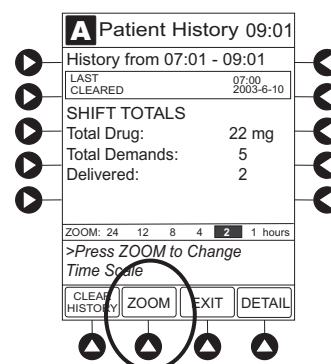 A Patient History 09:01
History from 07:01 - 09:01
LAST 07:00
CLEARED 2003-6-10
SHIFT TOTALS
Total Drug: 22 mg
Total Demands: 5
Delivered: 2
ZOOM: 24 12 8 4 2 1 hours
>Press ZOOM to Change
Time Scale
CLEAR HISTORY ZOOM EXIT DETAIL